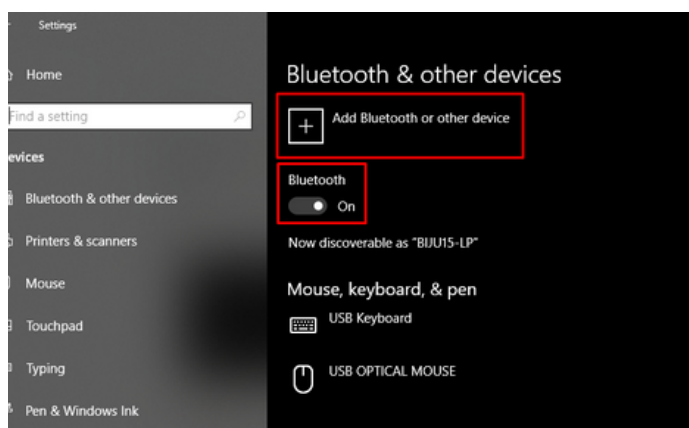 Settings
Home
Find a setting
evices
Bluetooth & other devices
Printers & scanners
Mouse
Touchpad
Typing
Pen & Windows Ink
Bluetooth & other devices
Add Bluetooth or other device
Bluetooth
On
Now discoverable as "BIJU15-LP"
Mouse, keyboard, & pen
USB Keyboard
USB OPTICAL MOUSE